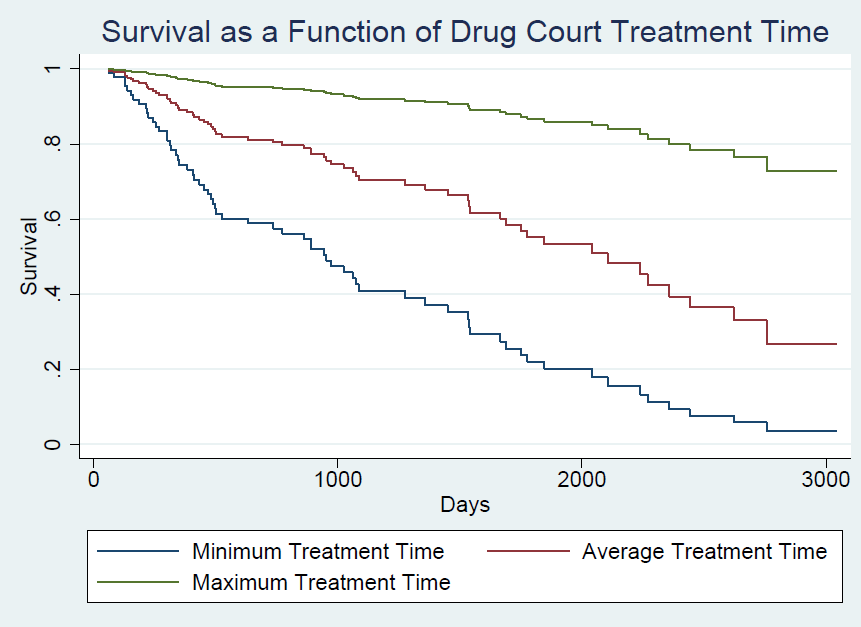 Survival as a Function of Drug Court Treatment Time
Survival
1
.8
.6
.4
.2
0
0 1000 2000 3000
Days
Minimum Treatment Time Average Treatment Time
Maximum Treatment Time